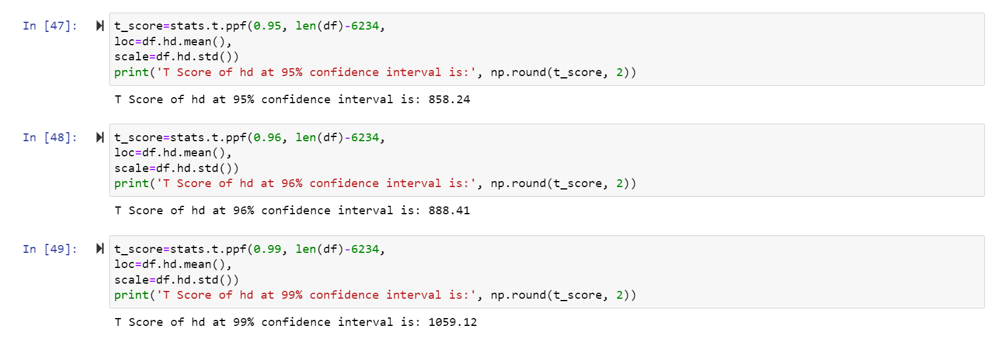 In [47]:
t_score=stats.t.ppf(0.95, len(df)-6234,
loc=df.hd.mean(),
scale=df.hd.std())
print('T Score of hd at 95% confidence interval is:', np.round(t_score, 2))
T Score of hd at 95% confidence interval is: 858.24
In [48]:
t_score=stats.t.ppf(0.96, len(df)-6234,
loc=df.hd.mean(),
scale=df.hd.std())
print('T Score of hd at 96% confidence interval is:', np.round(t_score, 2))
T Score of hd at 96% confidence interval is: 888.41
In [49]:
t_score=stats.t.ppf(0.99, len(df)-6234,
loc=df.hd.mean(),
scale=df.hd.std())
print('T Score of hd at 99% confidence interval is:', np.round(t_score, 2))
T Score of hd at 99% confidence interval is: 1059.12